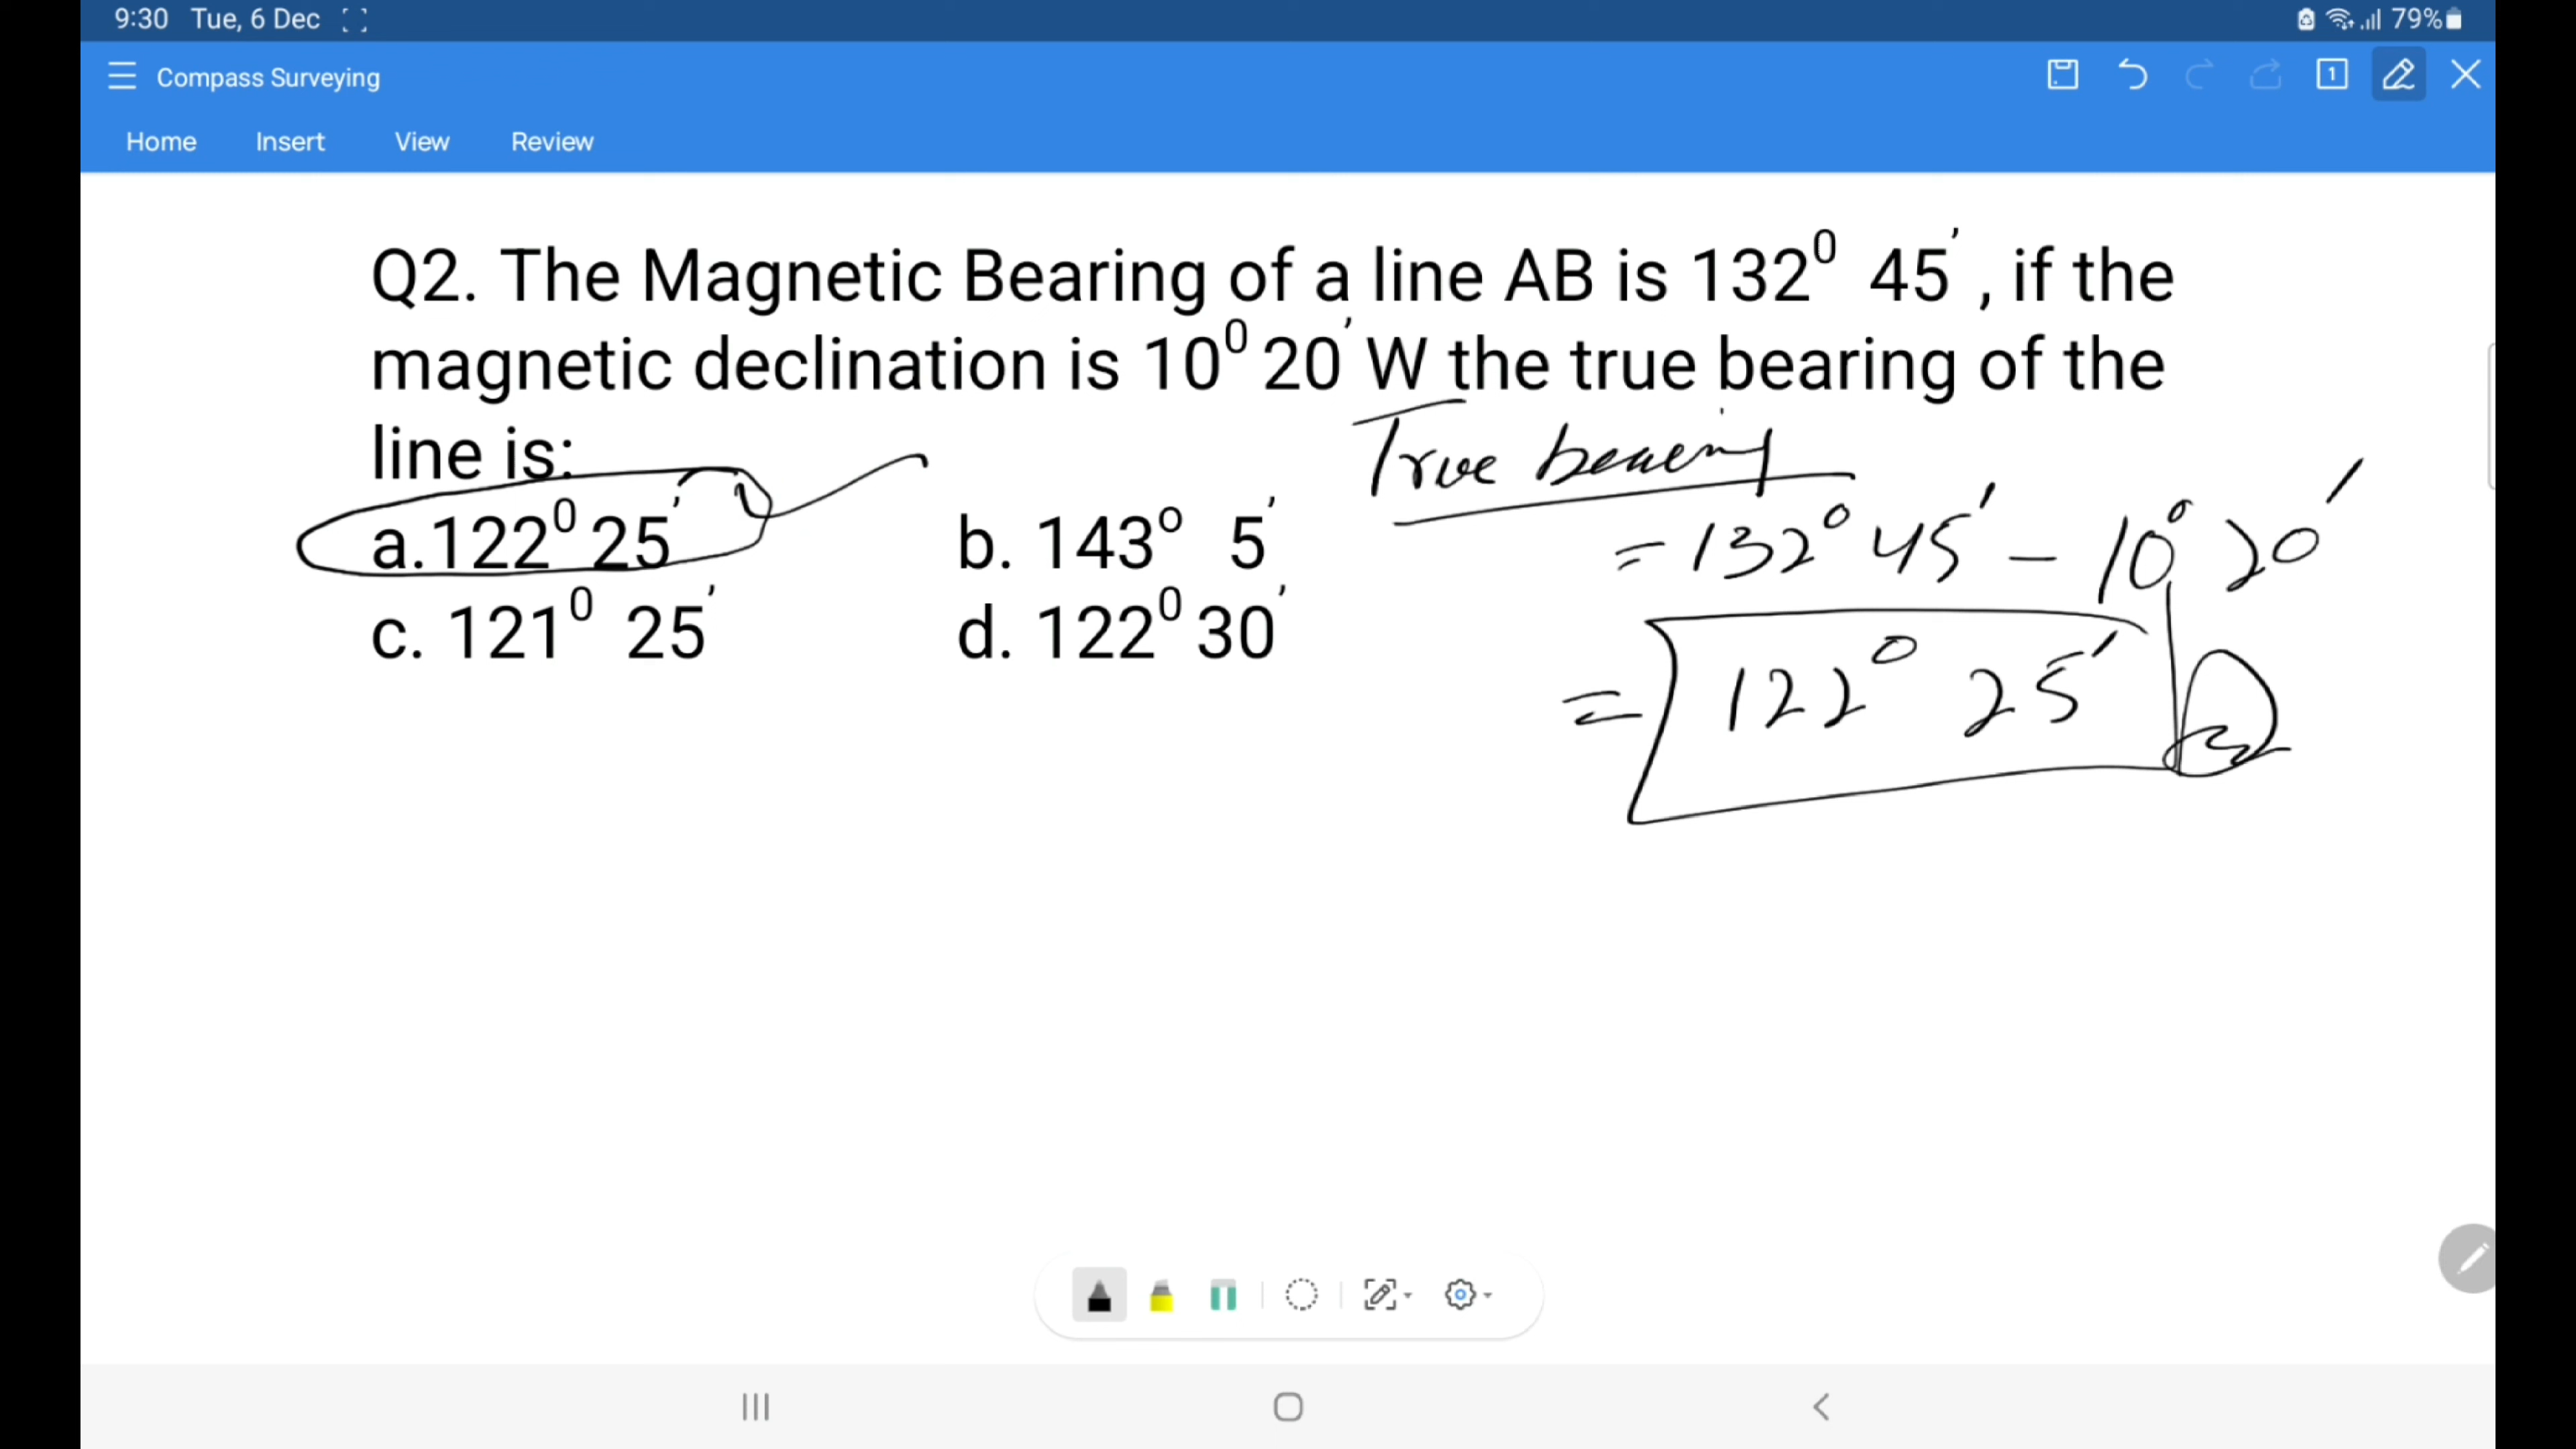 9:30 Tue, 6 Dec 79%
Compass Surveying
1
Home Insert View Review
Q2. The Magnetic Bearing of a line AB is 132⁰ 45', if the
magnetic declination is 10⁰ 20' W the true bearing of the
line is:
True bearing
a.122⁰ 25' b. 143° 5'
= 132° 45' - 10° 20'
c. 121⁰ 25' d. 122⁰ 30'
= 122° 25'